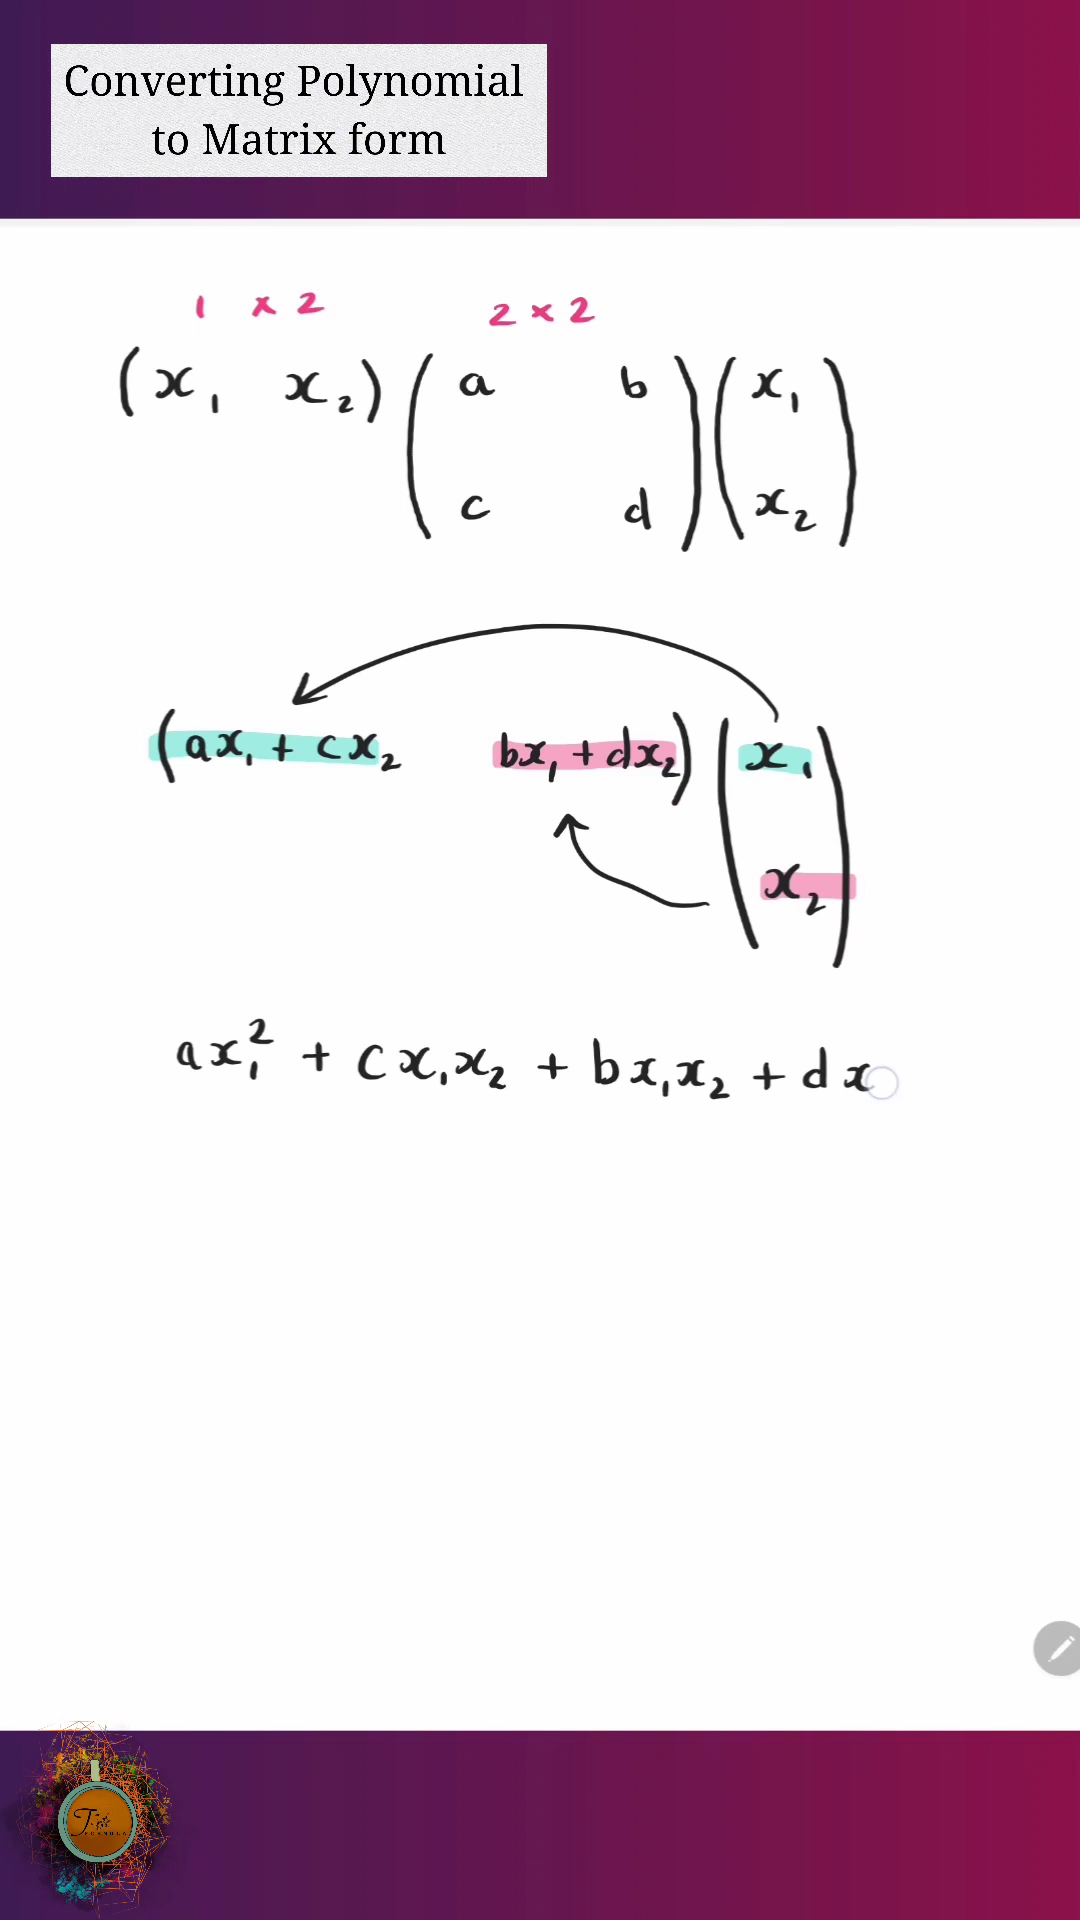 Converting Polynomial
to Matrix form
1 × 2 2 × 2
(x₁ x₂) (a b) (x₁)
c d x₂
(ax₁ + cx₂ bx₁ + dx₂) (x₁)
x₂
ax₁² + cx₁x₂ + bx₁x₂ + dx